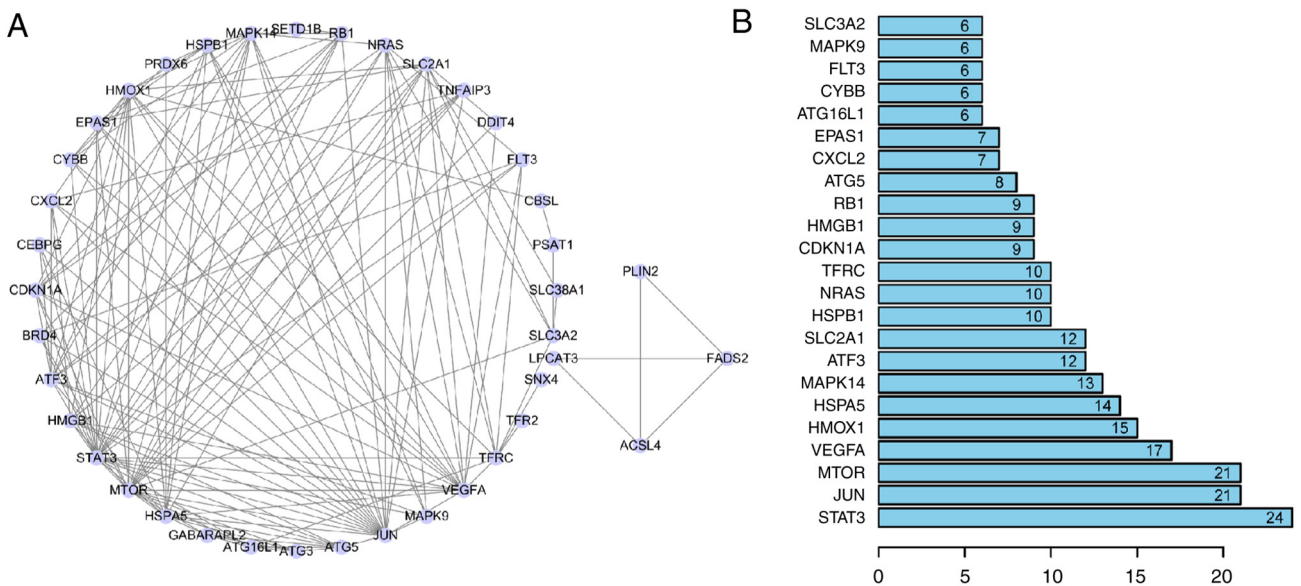 A
SETD1B
MAPK14
RB1
HSPB1
NRAS
PRDX6
SLC2A1
HMOX1
TNFAIP3
EPAS1
DDIT4
CYBB
FLT3
CXCL2
CBSL
CEBPG
PSAT1
CDKN1A
SLC38A1
BRD4
SLC3A2
LPCAT3
ATF3
SNX4
HMGB1
TFR2
STAT3
TFRC
MTOR
VEGFA
HSPA5
MAPK9
GABARAPL2
JUN
ATG16L1
ATG3
ATG5
PLIN2
FADS2
ACSL4
B
SLC3A2 6
MAPK9 6
FLT3 6
CYBB 6
ATG16L1 6
EPAS1 7
CXCL2 7
ATG5 8
RB1 9
HMGB1 9
CDKN1A 9
TFRC 10
NRAS 10
HSPB1 10
SLC2A1 12
ATF3 12
MAPK14 13
HSPA5 14
HMOX1 15
VEGFA 17
MTOR 21
JUN 21
STAT3 24
0 5 10 15 20